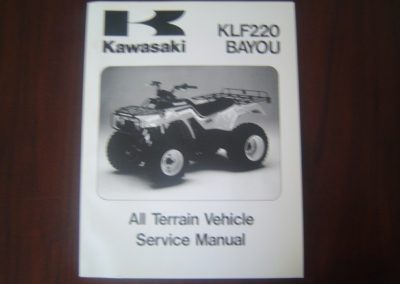 Kawasaki
KLF220
BAYOU
All Terrain Vehicle
Service Manual